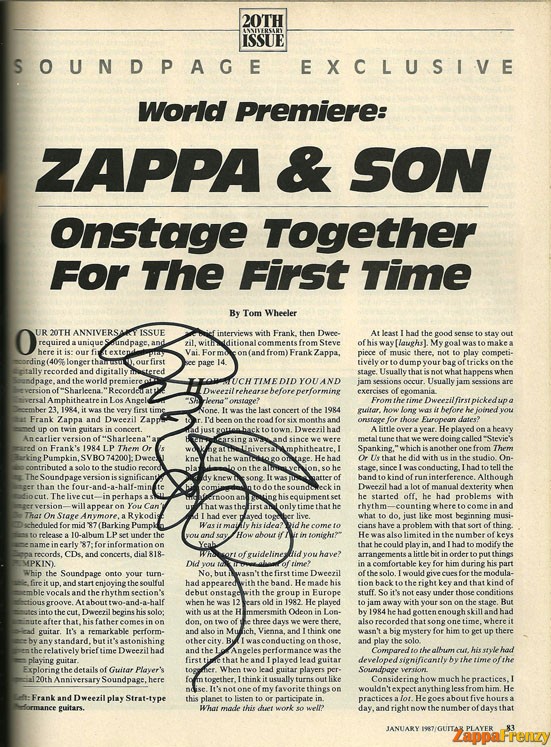 20TH
ANNIVERSARY
ISSUE
SOUNDPAGE EXCLUSIVE
World Premiere:
ZAPPA & SON
Onstage Together
For The First Time
By Tom Wheeler
OUR 20TH ANNIVERSARY ISSUE
required a unique Soundpage, and
here it is: our first extended-play
recording (40% longer than usual), our first
digitally recorded and digitally mastered
Soundpage, and the world premiere of the
live version of "Sharleena." Recorded at the
Universal Amphitheatre in Los Angeles
December 23, 1984, it was the very first time
that Frank Zappa and Dweezil Zappa
teamed up on twin guitars in concert.
An earlier version of "Sharleena" ap-
peared on Frank's 1984 LP Them Or Us
[Barking Pumpkin, SVBO 74200]; Dweezil
also contributed a solo to the studio record-
ing. The Soundpage version is significantly
longer than the four-and-a-half-minute
studio cut. The live cut—in perhaps a still
longer version—will appear on You Can't
Do That On Stage Anymore, a Rykodisc
CD scheduled for mid '87 (Barking Pumpkin
plans to release a 10-album LP set under the
same name in early '87; for information on
Zappa records, CDs, and concerts, dial 818-
PUMPKIN).
Whip the Soundpage onto your turn-
table, fire it up, and start enjoying the soulful
ensemble vocals and the rhythm section's
infectious groove. At about two-and-a-half
minutes into the cut, Dweezil begins his solo;
a minute after that, his father comes in on
co-lead guitar. It's a remarkable perform-
ance by any standard, but it's astonishing
given the relatively brief time Dweezil had
been playing guitar.
Exploring the details of Guitar Player's
special 20th Anniversary Soundpage, here
Left: Frank and Dweezil play Strat-type
performance guitars.
are brief interviews with Frank, then Dwee-
zil, with additional comments from Steve
Vai. For more on (and from) Frank Zappa,
see page 14.
HOW MUCH TIME DID YOU AND
Dweezil rehearse before performing
"Sharleena" onstage?
None. It was the last concert of the 1984
tour. I'd been on the road for six months and
had just gotten back to town. Dweezil had
been rehearsing away, and since we were
working at the Universal Amphitheatre, I
knew that he would go onstage. He had
played on the album version, so he
already knew the song. It was just a matter of
him coming down to do the soundcheck
and getting his equipment set
up. That was the only time that he
and I had ever played together live.
Was it mainly his idea? Did he come to
you and say, "How about if I sit in tonight?"
Yeah.
What sort of guidelines did you have?
Did you talk over about of time?
No, but it wasn't the first time Dweezil
had appeared with the band. He made his
debut onstage with the group in Europe
when he was 12 years old in 1982. He played
with us at the Hammersmith Odeon in Lon-
don, on two of the three days we were there,
and also in Munich, Vienna, and I think one
other city. But I was conducting on those,
and the L.A. Angeles performance was the
first time that he and I played lead guitar
together. When two lead guitar players per-
form together, I think it usually turns out like
noise. It's not one of my favorite things on
this planet to listen to or participate in.
What made this duet work so well?
At least I had the good sense to stay out
of his way [laughs]. My goal was to make a
piece of music there, not to play competi-
tively or to dump your bag of tricks on the
stage. Usually that is not what happens when
jam sessions occur. Usually jam sessions are
exercises of egomania.
From the time Dweezil first picked up a
guitar, how long was it before he joined you
onstage for those European dates?
A little over a year. He played on a heavy
metal tune that we were doing called "Stevie's
Spanking," which is another one from Them
Or Us that he did with us in the studio. On-
stage, since I was conducting, I had to tell the
band to kind of run interference. Although
Dweezil had a lot of manual dexterity when
he started off, he had problems with
rhythm—counting where to come in and
what to do, just like most beginning musi-
cians have a problem with that sort of thing.
He was also limited in the number of keys
that he could play in, and I had to modify the
arrangements a little bit in order to put things
in a comfortable key for him during his part
of the solo. I would give cues for the modula-
tion back to the right key and that kind of
stuff. So it's not easy under those conditions
to jam away with your son on the stage. But
by 1984 he had gotten enough skill and had
also recorded that song one time, where it
wasn't a big mystery for him to get up there
and play the solo.
Compared to the album cut, his style had
developed significantly by the time of the
Soundpage version.
Considering how much he practices, I
wouldn't expect anything less from him. He
practices a lot. He goes about five hours a
day, and right now the number of days that
JANUARY 1987/GUITAR PLAYER 83
ZappaFrenzy